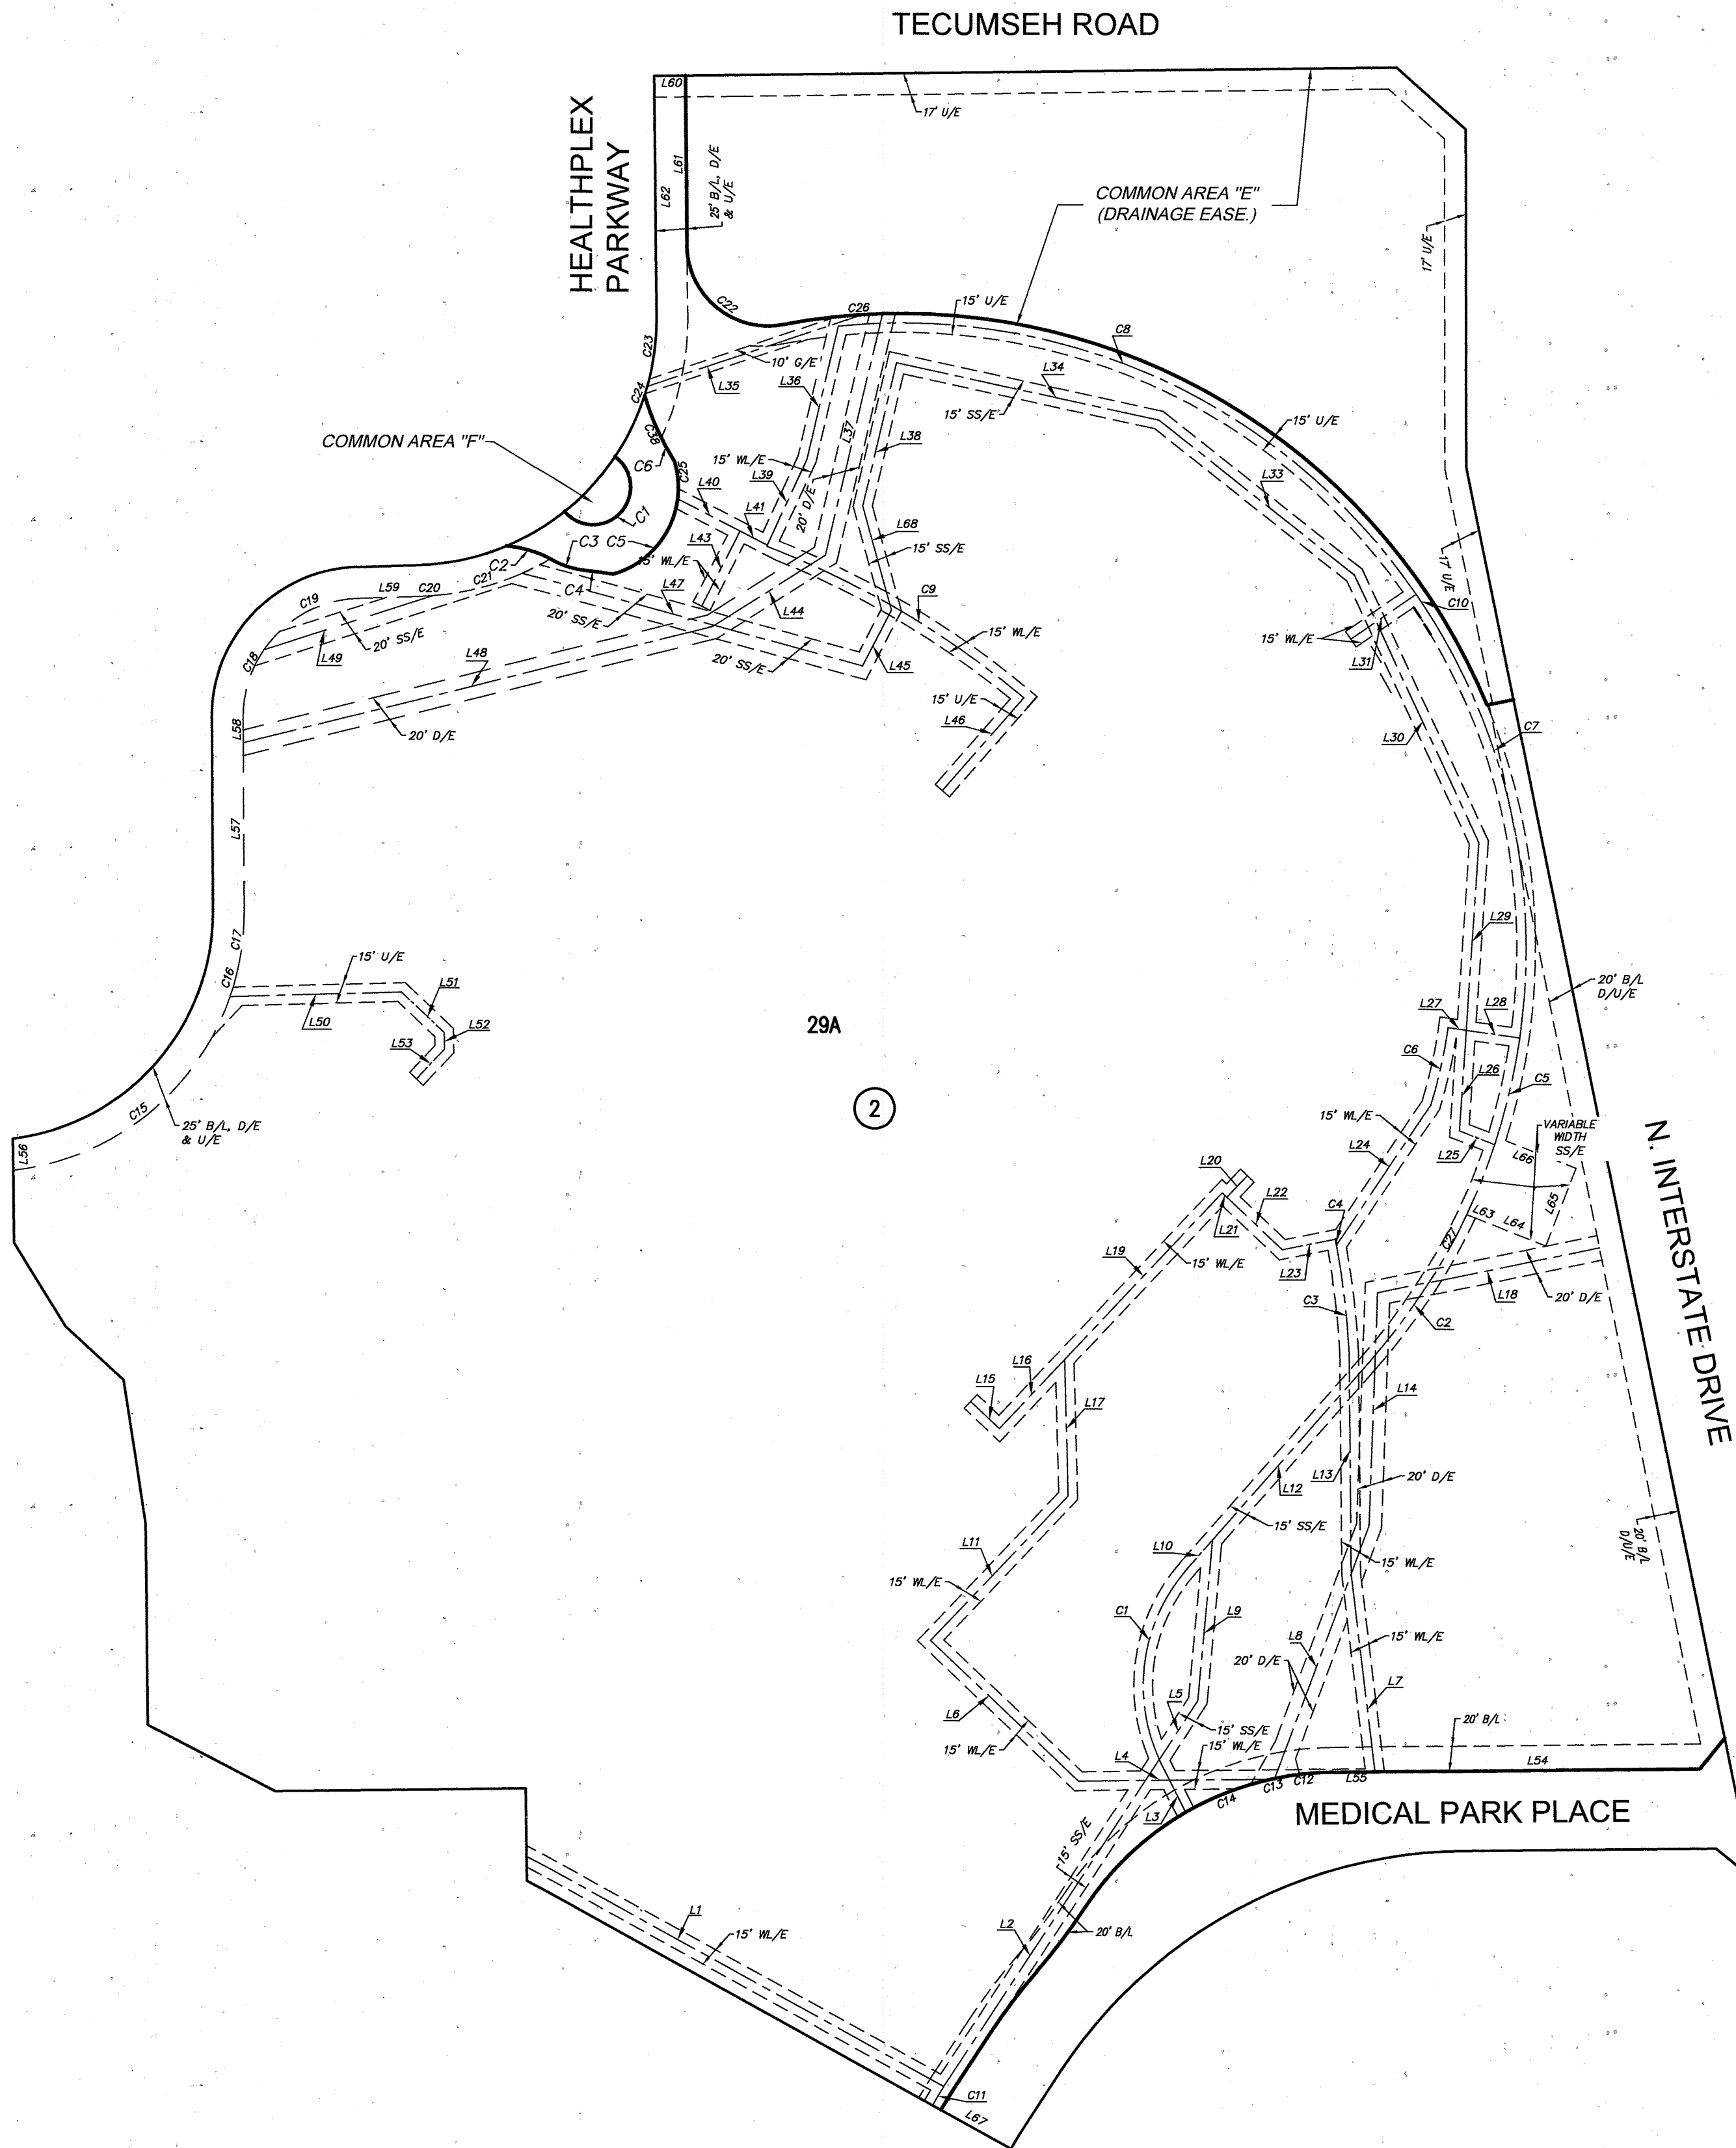 TECUMSEH ROAD
L60
17' U/E
HEALTHPLEX
PARKWAY
L61
L62
25' B/L, D/E
& U/E
COMMON AREA "E"
(DRAINAGE EASE.)
17' U/E
C22
C26
15' U/E
C8
C23
10' G/E
L35
L36
L34
C24
15' SS/E
15' U/E
COMMON AREA "F"
C38
C6
L37
L38
15' WL/E
C25
L39
L40
20' D/E
L33
C1
L41
L68
17' U/E
L43
15' SS/E
C3
C5
C2
15' WL/E
C4
L47
C21
L59
C20
C19
20' SS/E
L44
C9
C10
20' SS/E
15' WL/E
15' WL/E
L49
C18
L48
20' SS/E
L45
L31
15' U/E
L46
L58
20' D/E
L30
C7
L57
C17
L29
15' U/E
C16
L51
L50
L52
L53
20' B/L
D/U/E
29A
L27
L28
C6
L26
C5
2
C15
25' B/L, D/E
& U/E
15' WL/E
VARIABLE
WIDTH
SS/E
L24
L25
L66
L56
N. INTERSTATE DRIVE
L20
L22
C4
L65
L63
L64
L21
C27
L19
15' WL/E
L23
C3
L18
20' D/E
C2
L16
L15
L14
L17
L13
20' D/E
L12
15' SS/E
20' B/L
D/U/E
L11
L10
15' WL/E
15' WL/E
C1
L9
L8
15' WL/E
20' D/E
L7
L5
L6
15' SS/E
20' B/L
15' WL/E
15' WL/E
L4
L54
C13
C12
L55
C14
L3
MEDICAL PARK PLACE
15' SS/E
L1
15' WL/E
L2
20' B/L
C11
L67